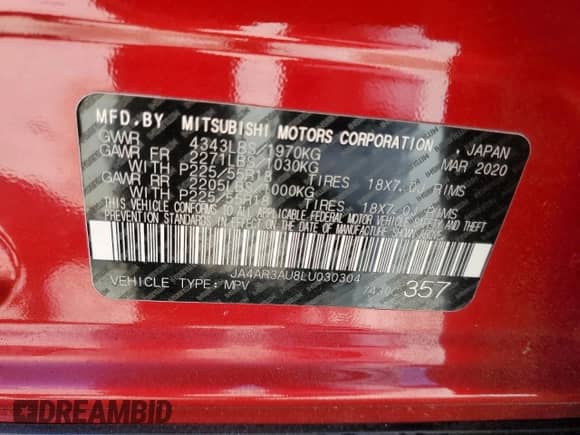 MFD.BY MITSUBISHI MOTORS CORPORATION , JAPAN
GVWR 4343LBS 1970KG MAR 2020
GAWR FR 2271LBS 1030KG
WITH P225/55R18 TIRES 18X7.0J RIMS
GAWR RR 2205LBS 1000KG
WITH P225/55R18 TIRES 18X7.0J RIMS
THIS VEHICLE CONFORMS TO ALL APPLICABLE FEDERAL MOTOR VEHICLE SAFETY AND THEFT
PREVENTION STANDARDS IN EFFECT ON THE DATE OF MANUFACTURE SHOWN ABOVE.
JA4AR3AU8LU030304
VEHICLE TYPE: MPV 357
DREAMBID